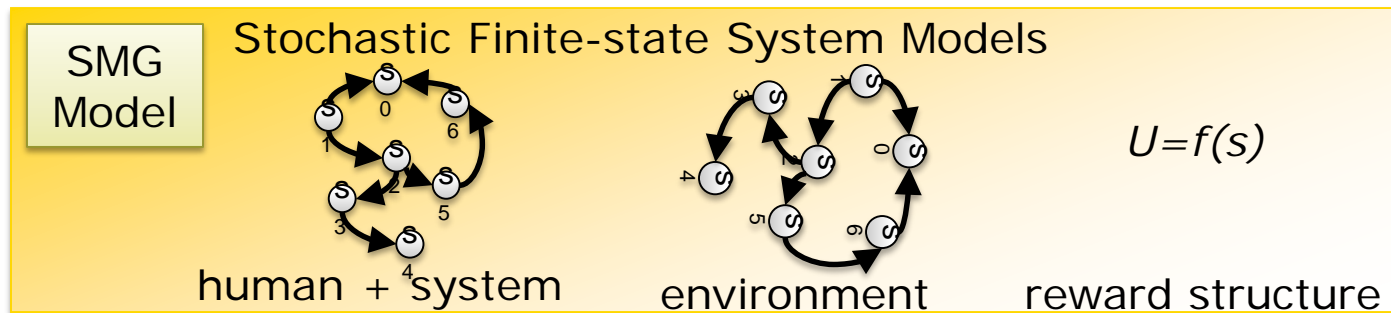 SMG
Model
Stochastic Finite-state System Models
S
0
S
6
S
1
S
2
S
5
S
3
S
4
human + system
S
1
S
3
S
0
S
2
S
4
S
5
S
6
environment
U=f(s)
reward structure